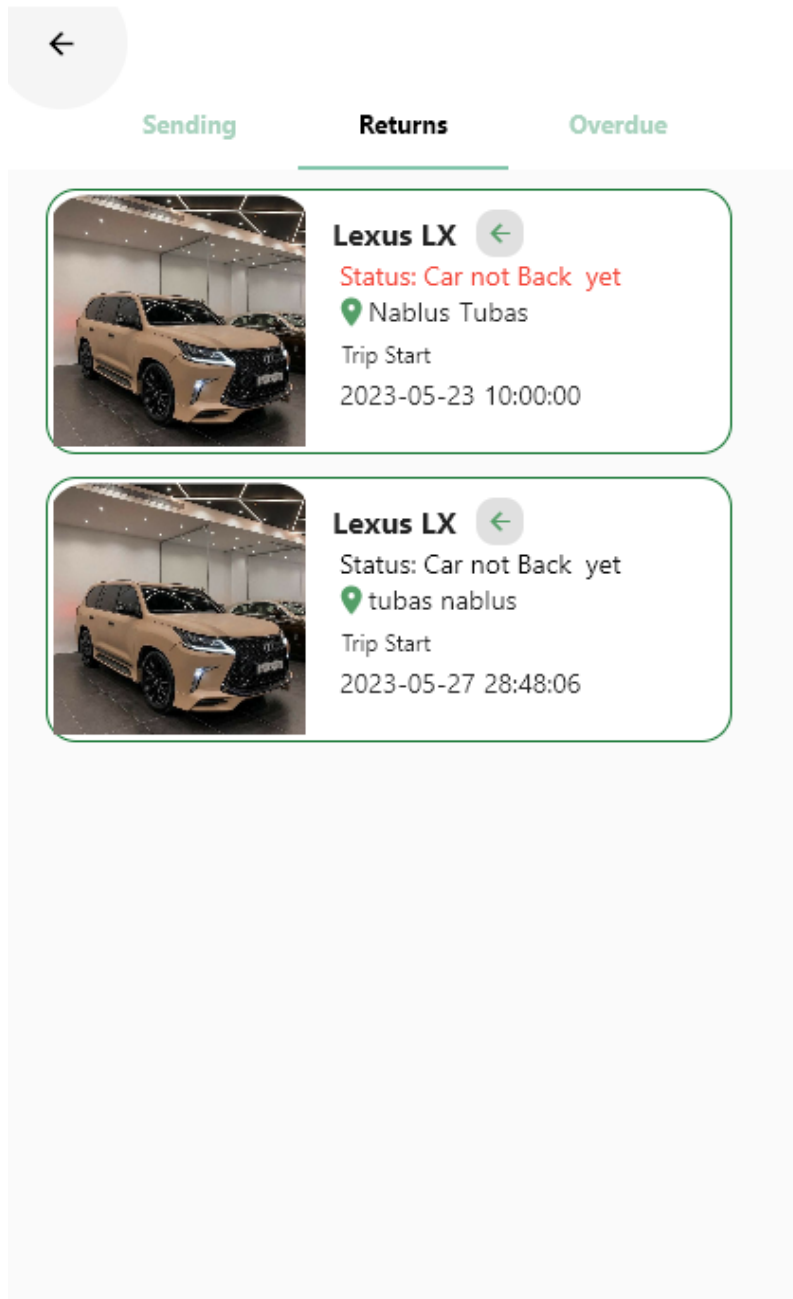 Sending Returns Overdue
Lexus LX
Status: Car not Back  yet
Nablus Tubas
Trip Start
2023-05-23 10:00:00
Lexus LX
Status: Car not Back  yet
tubas nablus
Trip Start
2023-05-27 28:48:06